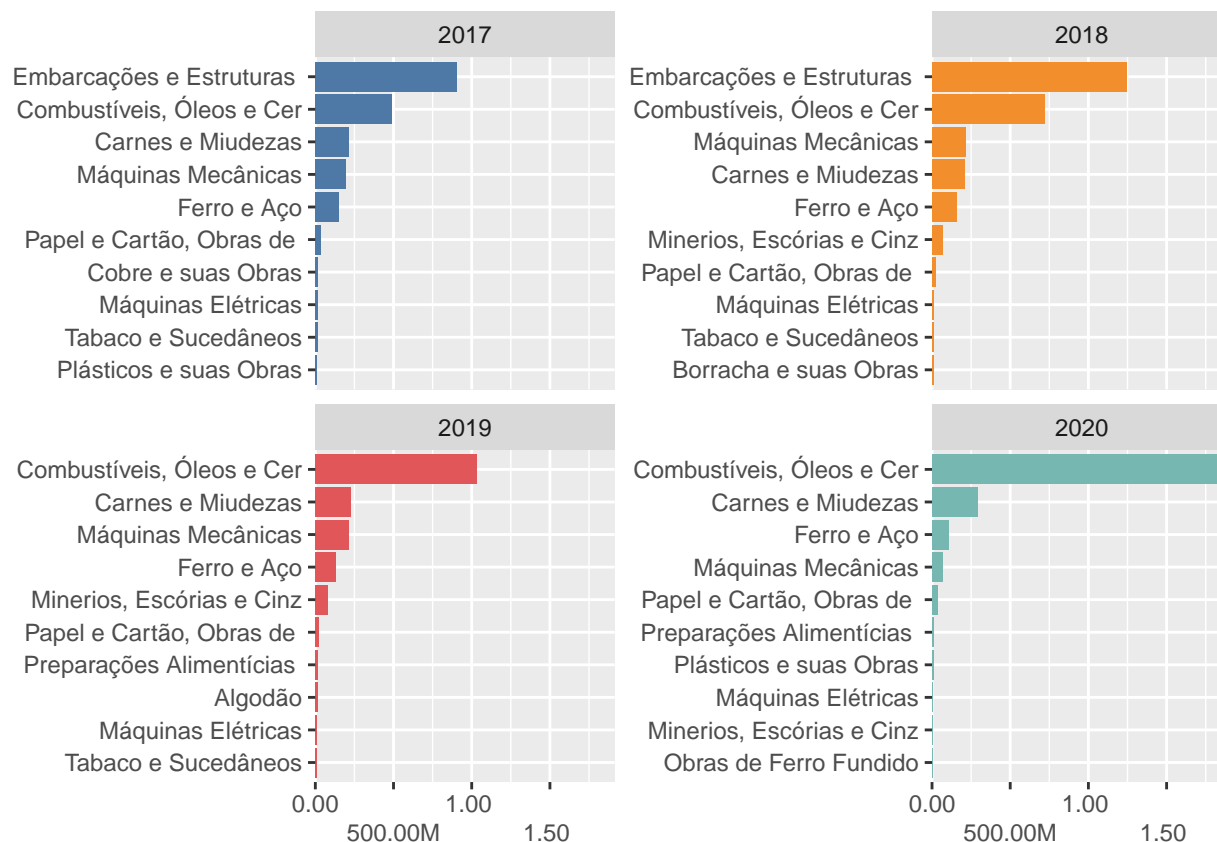 2017
Embarcações e Estruturas
Combustíveis, Óleos e Cer
Carnes e Miudezas
Máquinas Mecânicas
Ferro e Aço
Papel e Cartão, Obras de
Cobre e suas Obras
Máquinas Elétricas
Tabaco e Sucedâneos
Plásticos e suas Obras
2018
Embarcações e Estruturas
Combustíveis, Óleos e Cer
Máquinas Mecânicas
Carnes e Miudezas
Ferro e Aço
Minerios, Escórias e Cinz
Papel e Cartão, Obras de
Máquinas Elétricas
Tabaco e Sucedâneos
Borracha e suas Obras
2019
Combustíveis, Óleos e Cer
Carnes e Miudezas
Máquinas Mecânicas
Ferro e Aço
Minerios, Escórias e Cinz
Papel e Cartão, Obras de
Preparações Alimentícias
Algodão
Máquinas Elétricas
Tabaco e Sucedâneos
0.00 1.00
500.00M 1.50
2020
Combustíveis, Óleos e Cer
Carnes e Miudezas
Ferro e Aço
Máquinas Mecânicas
Papel e Cartão, Obras de
Preparações Alimentícias
Plásticos e suas Obras
Máquinas Elétricas
Minerios, Escórias e Cinz
Obras de Ferro Fundido
0.00 1.00
500.00M 1.50